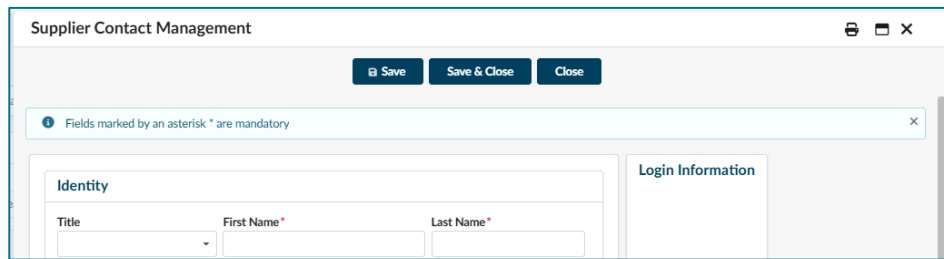 Supplier Contact Management
Save
Save & Close
Close
Fields marked by an asterisk * are mandatory
Identity
Login Information
Title
First Name*
Last Name*